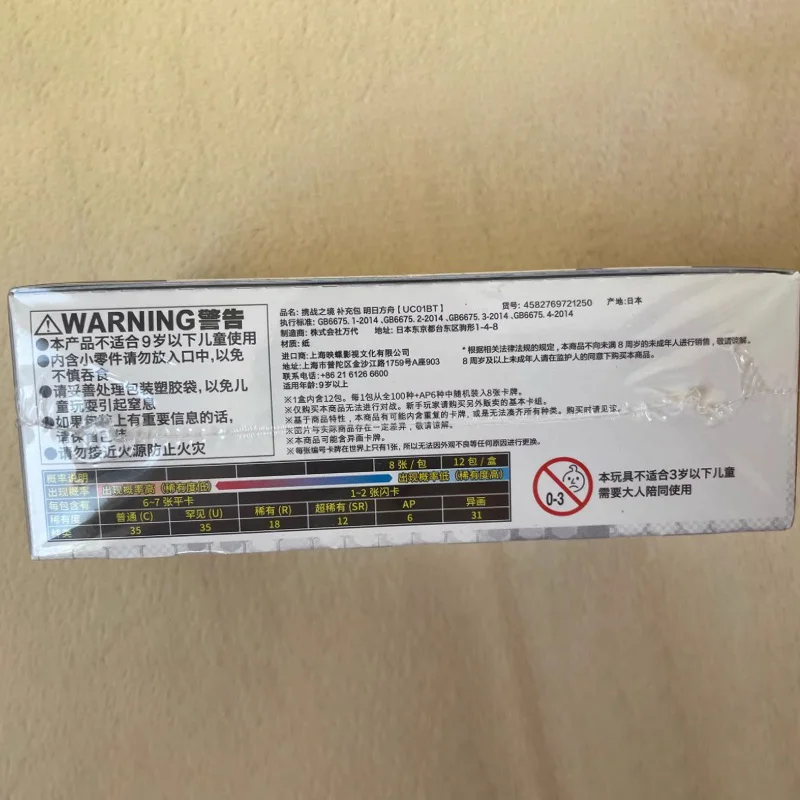 ⚠WARNING警告
●本产品不适合9岁以下儿童使用
●内含小零件请勿放入口中,以免
不慎吞食
●请妥善处理包装塑胶袋,以免儿
童玩耍引起窒息
●如果包装上有重要信息的话,
请保留包装
●请勿接近火源防止火灾
品名:挑战之境 补充包 明日方舟【UC01BT】 货号:4582769721250 产地:日本
执行标准:GB6675.1-2014、GB6675.2-2014、GB6675.3-2014、GB6675.4-2014
制造商:株式会社万代 地址:日本东京都台东区驹形1-4-8
材质:纸
进口商:上海映蝶影视文化有限公司
地址:上海市普陀区金沙江路1759号A座903
联系电话:+86 21 6126 6600
适用年龄:9岁以上
*根据相关法律法规的规定,本商品不向未满8周岁的未成年人进行销售,敬请谅解。
8周岁及以上未成年人请在监护人的同意下购买本商品。
※1盒内含12包。每1包从全100种+AP6种中随机装入8张卡牌。
※仅购买本商品无法进行对战。新手玩家请购买另外贩卖的基本卡组。
※基于商品特性,本商品有可能内含重复的卡牌,或是无法凑齐所有种类。购买时请见谅。
※图片与实际商品存在一定差异,敬请谅解。
※本商品可能含异画卡牌。
※每张编号卡牌在世界上只有1张,所以无法因外观不良等任何原因进行更换。
概率说明 8张/包 12包/盒
出现概率 出现概率高(稀有度低) 出现概率低(稀有度高)
每包含有 6~7张平卡 1~2张闪卡
稀有度 普通(C) 罕见(U) 稀有(R) 超稀有(SR) AP 异画
种类 35 35 18 12 6 31
0-3
本玩具不适合3岁以下儿童
需要大人陪同使用